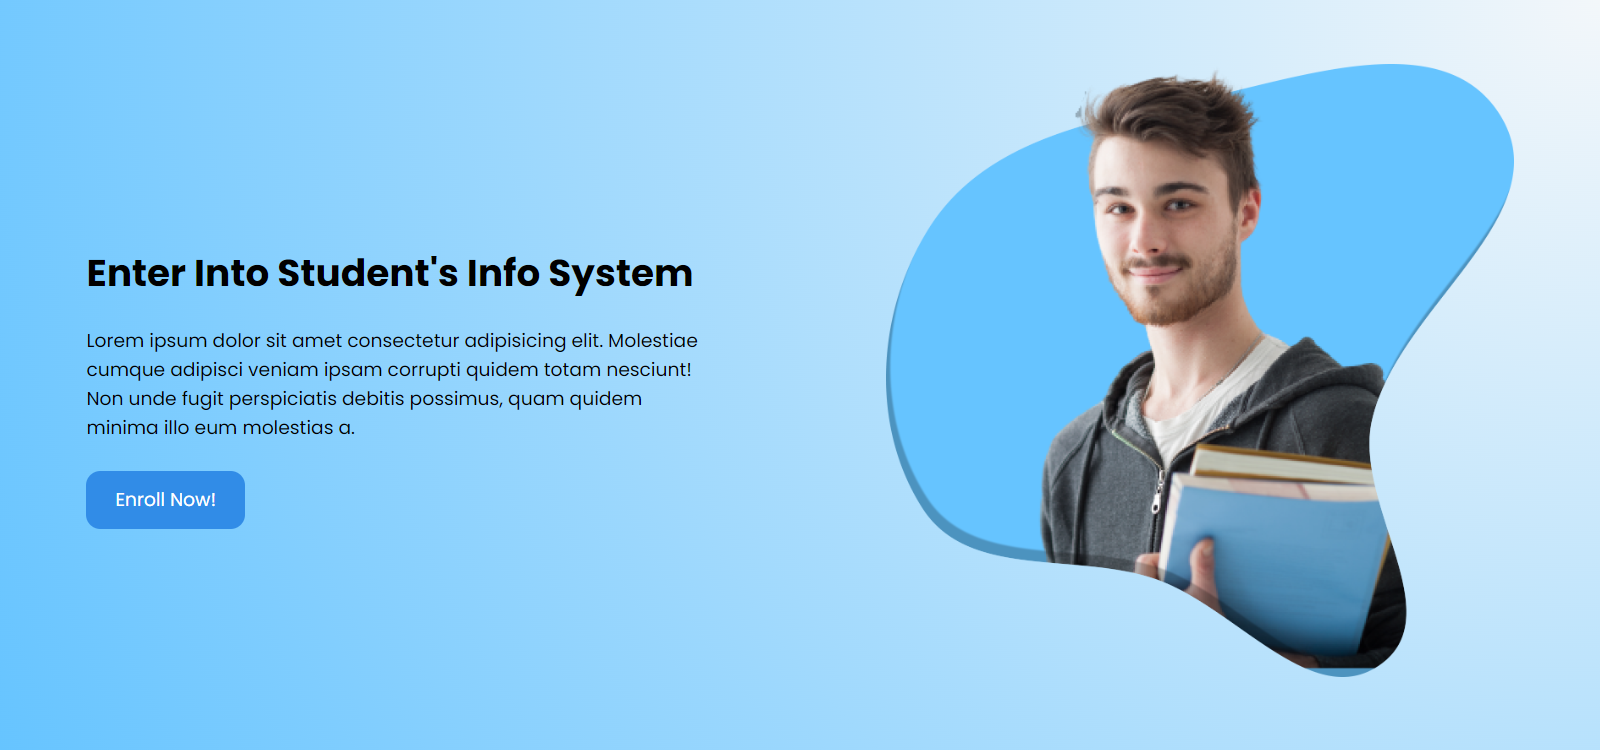 Enter Into Student's Info System
Lorem ipsum dolor sit amet consectetur adipisicing elit. Molestiae
cumque adipisci veniam ipsam corrupti quidem totam nesciunt!
Non unde fugit perspiciatis debitis possimus, quam quidem
minima illo eum molestias a.
Enroll Now!